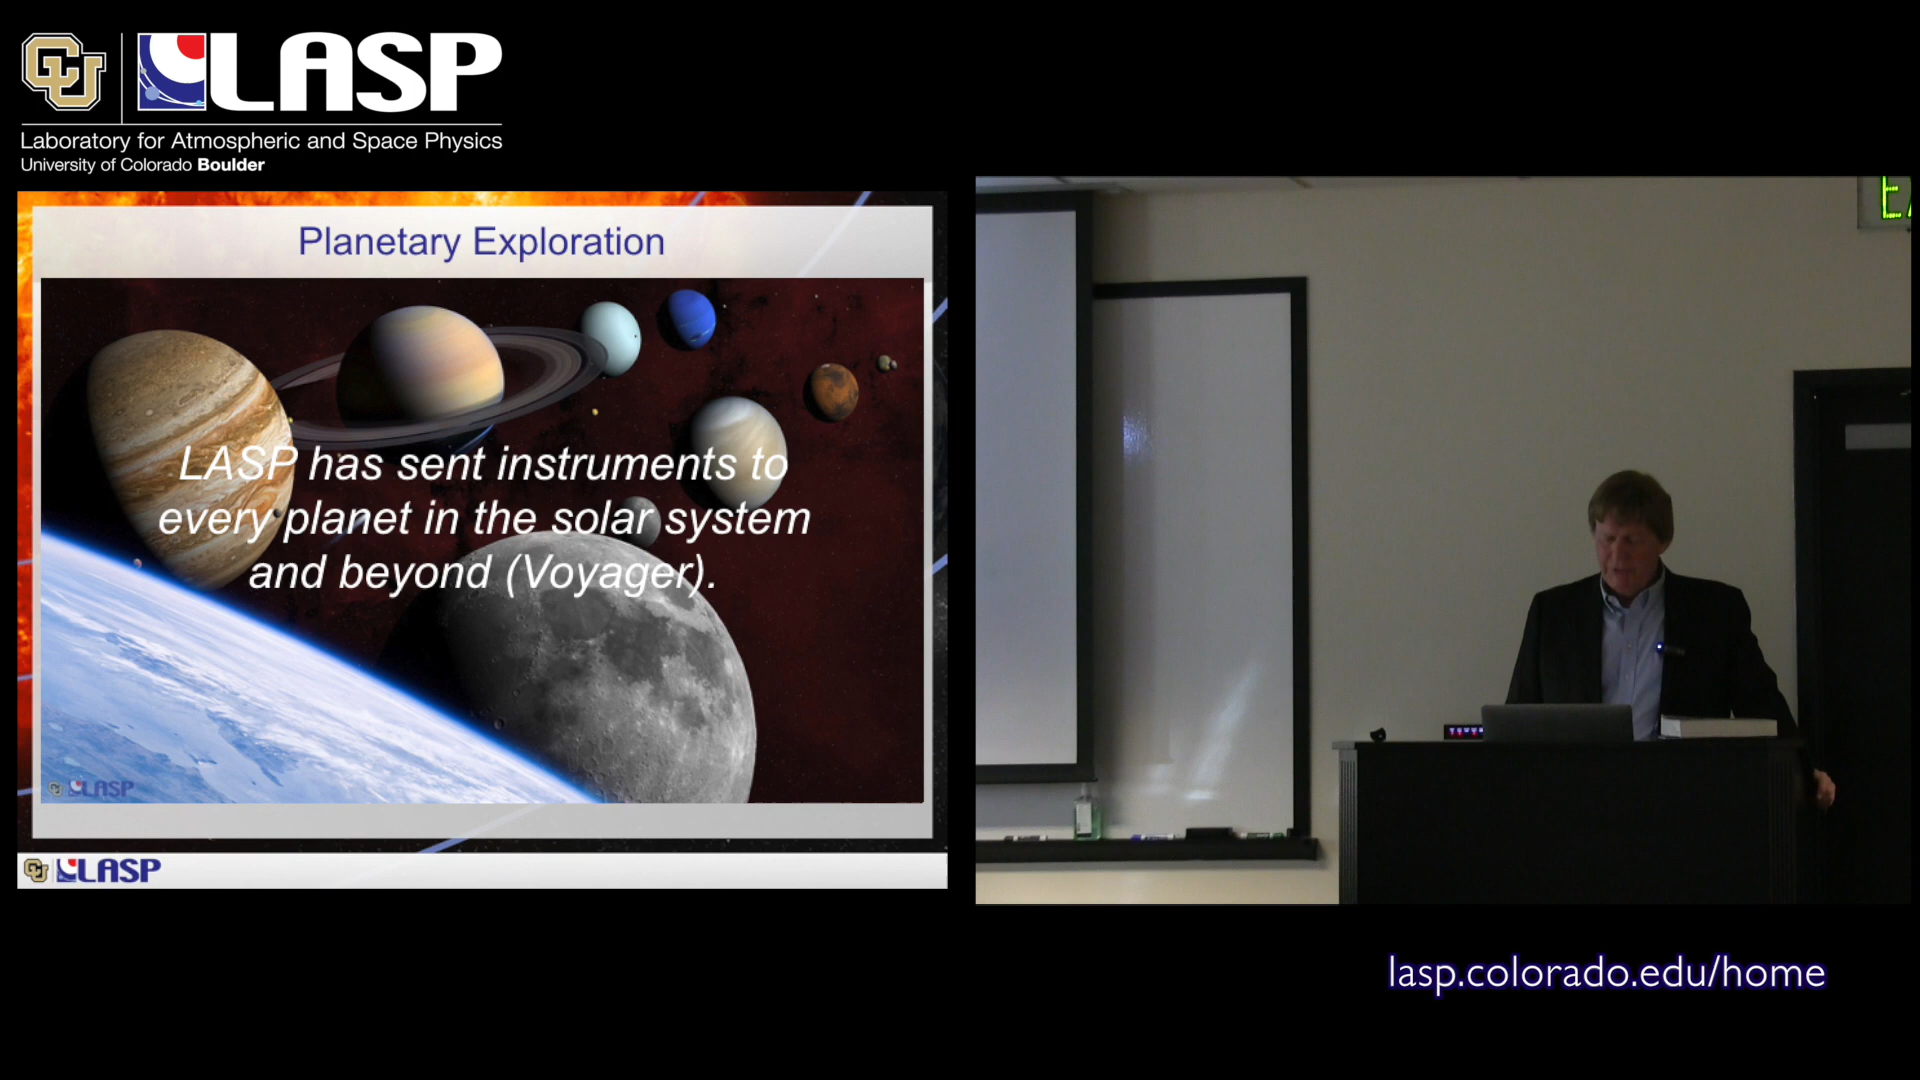 CU LASP
Laboratory for Atmospheric and Space Physics
University of Colorado Boulder
Planetary Exploration
LASP has sent instruments to
every planet in the solar system
and beyond (Voyager).
LASP
CU LASP
lasp.colorado.edu/home